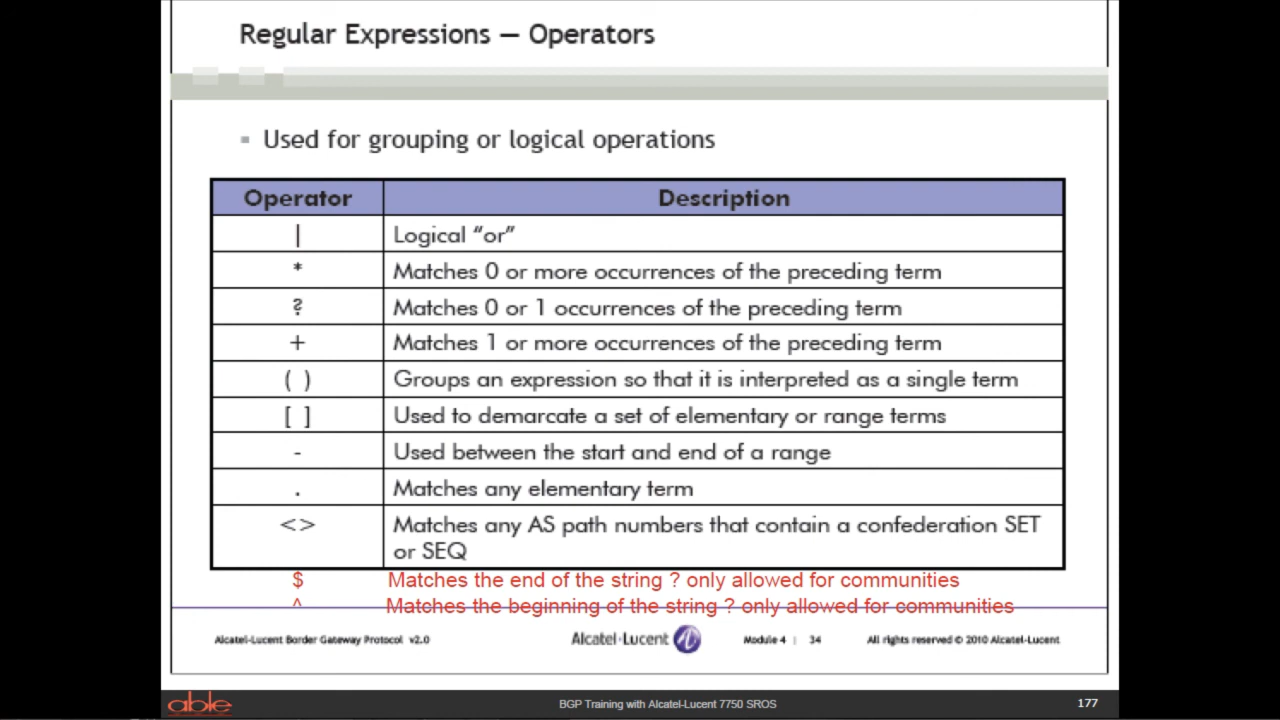 Regular Expressions — Operators
▪ Used for grouping or logical operations
Operator Description
| Logical “or”
* Matches 0 or more occurrences of the preceding term
? Matches 0 or 1 occurrences of the preceding term
+ Matches 1 or more occurrences of the preceding term
( ) Groups an expression so that it is interpreted as a single term
[ ] Used to demarcate a set of elementary or range terms
- Used between the start and end of a range
. Matches any elementary term
<> Matches any AS path numbers that contain a confederation SET
or SEQ
$ Matches the end of the string ? only allowed for communities
^ Matches the beginning of the string ? only allowed for communities
Alcatel-Lucent Border Gateway Protocol v2.0 Alcatel·Lucent Module 4 | 34 All rights reserved © 2010 Alcatel-Lucent
able BGP Training with Alcatel-Lucent 7750 SROS 177